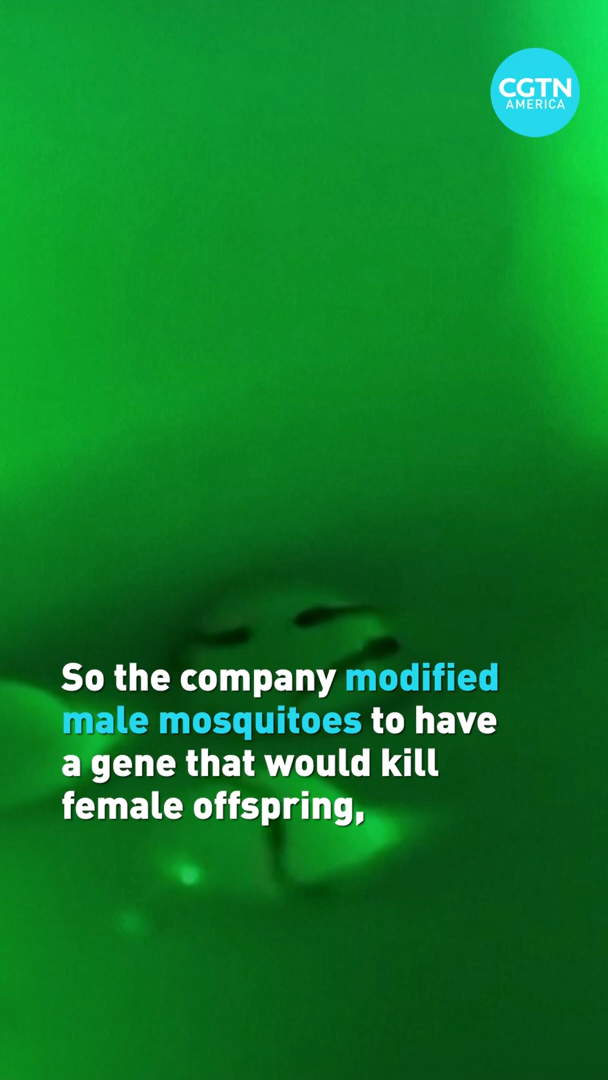 CGTN
AMERICA
So the company modified
male mosquitoes to have
a gene that would kill
female offspring,